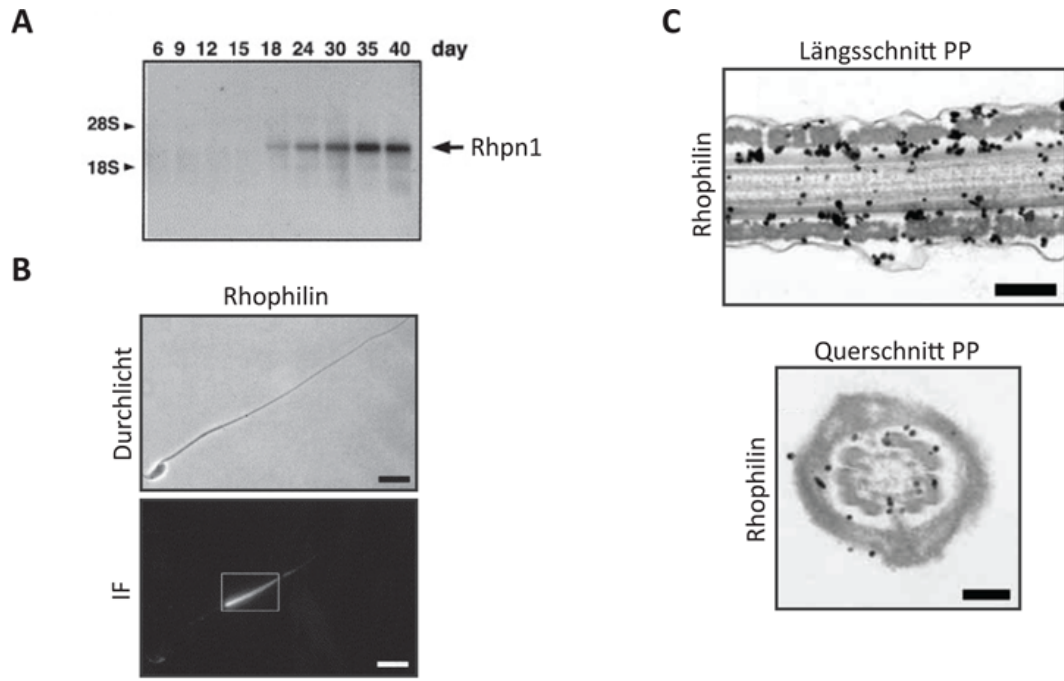 A
6 9 12 15 18 24 30 35 40 day
28S
18S
Rhpn1
B
Rhophilin
Durchlicht
IF
C
Längsschnitt PP
Rhophilin
Querschnitt PP
Rhophilin